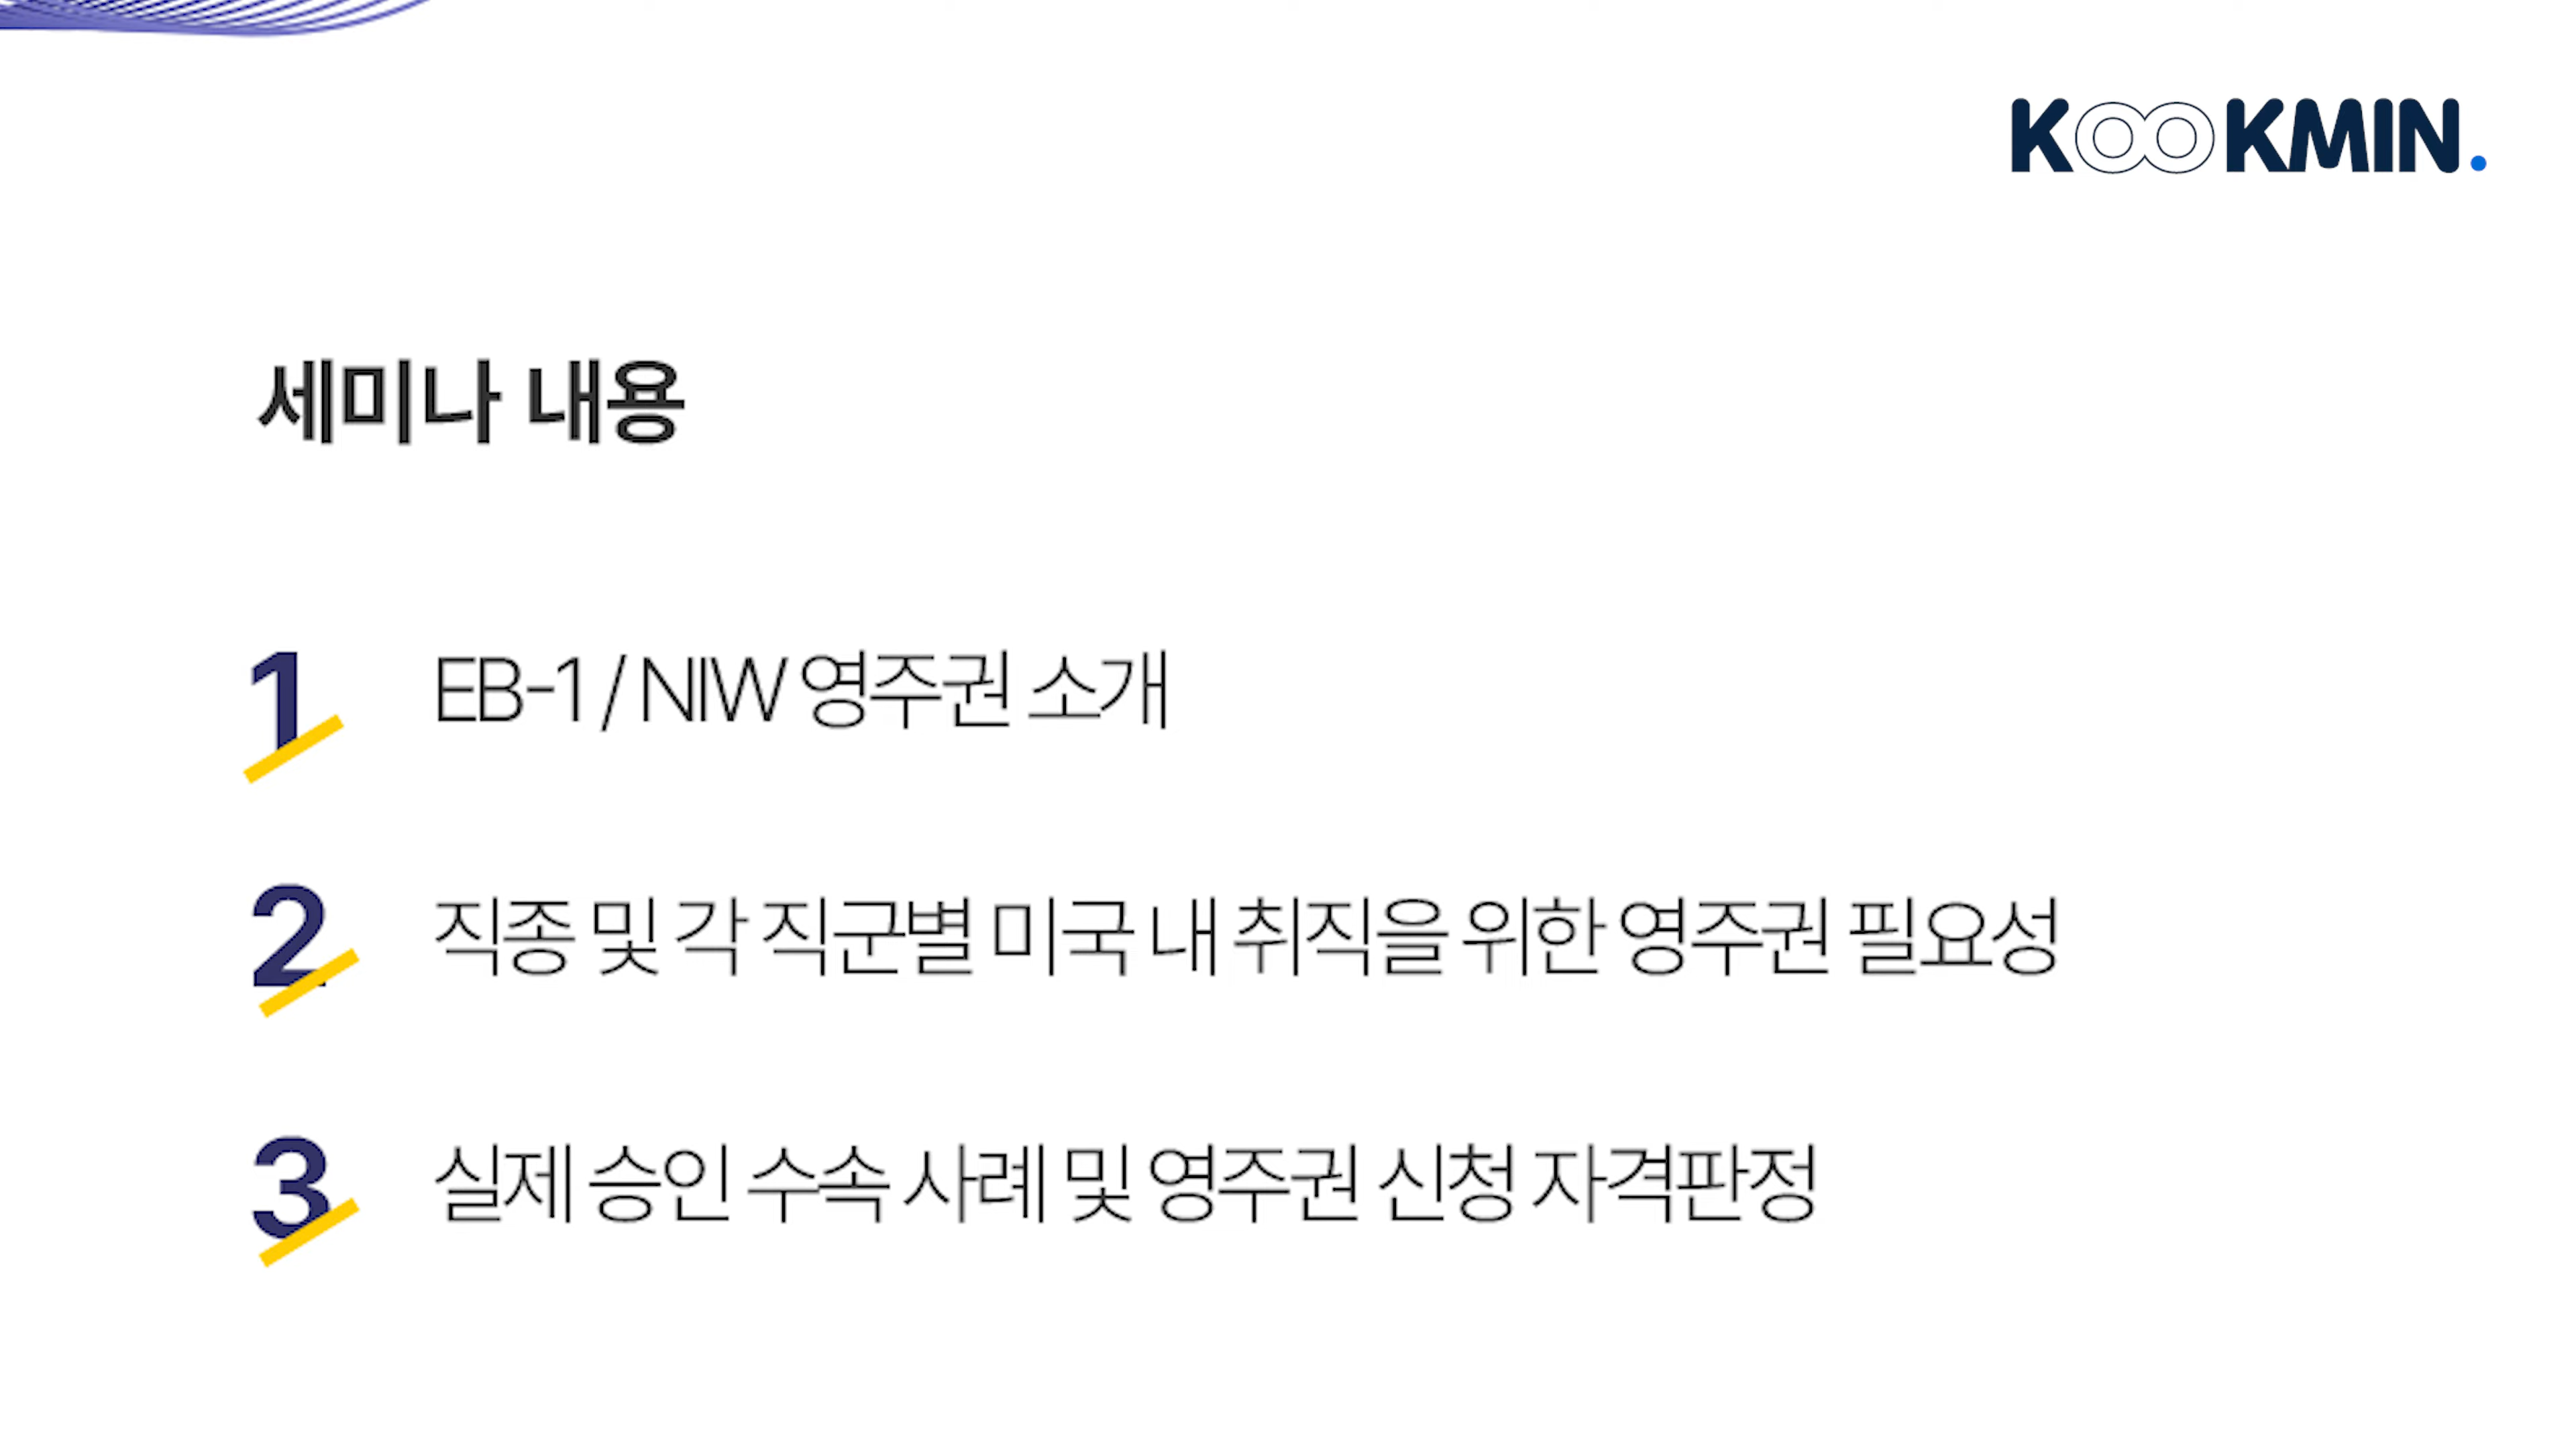 KOOKMIN.
세미나 내용
1 EB-1 / NIW 영주권 소개
2 직종 및 각 직군별 미국 내 취직을 위한 영주권 필요성
3 실제 승인 수속 사례 및 영주권 신청 자격판정